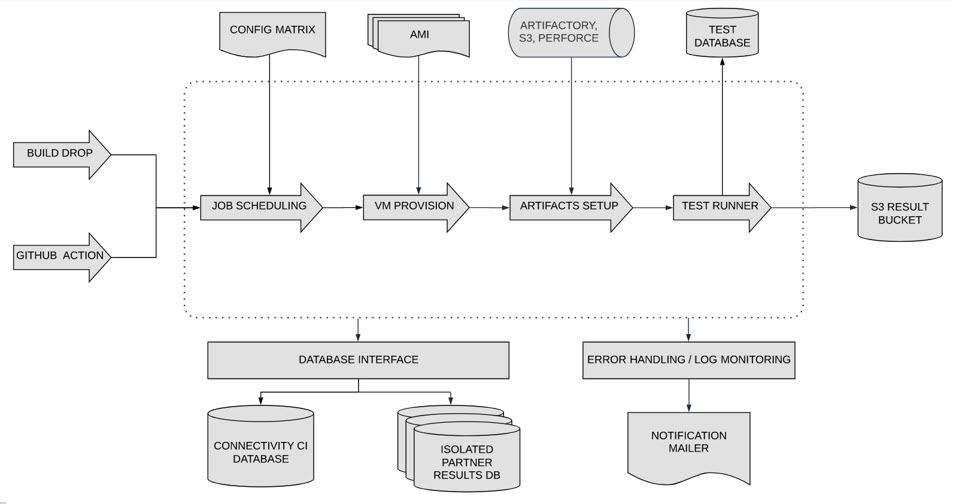 CONFIG MATRIX
AMI
ARTIFACTORY,
S3, PERFORCE
TEST
DATABASE
BUILD DROP
JOB SCHEDULING
VM PROVISION
ARTIFACTS SETUP
TEST RUNNER
S3 RESULT
BUCKET
GITHUB ACTION
DATABASE INTERFACE
ERROR HANDLING / LOG MONITORING
CONNECTIVITY CI
DATABASE
ISOLATED
PARTNER
RESULTS DB
NOTIFICATION
MAILER